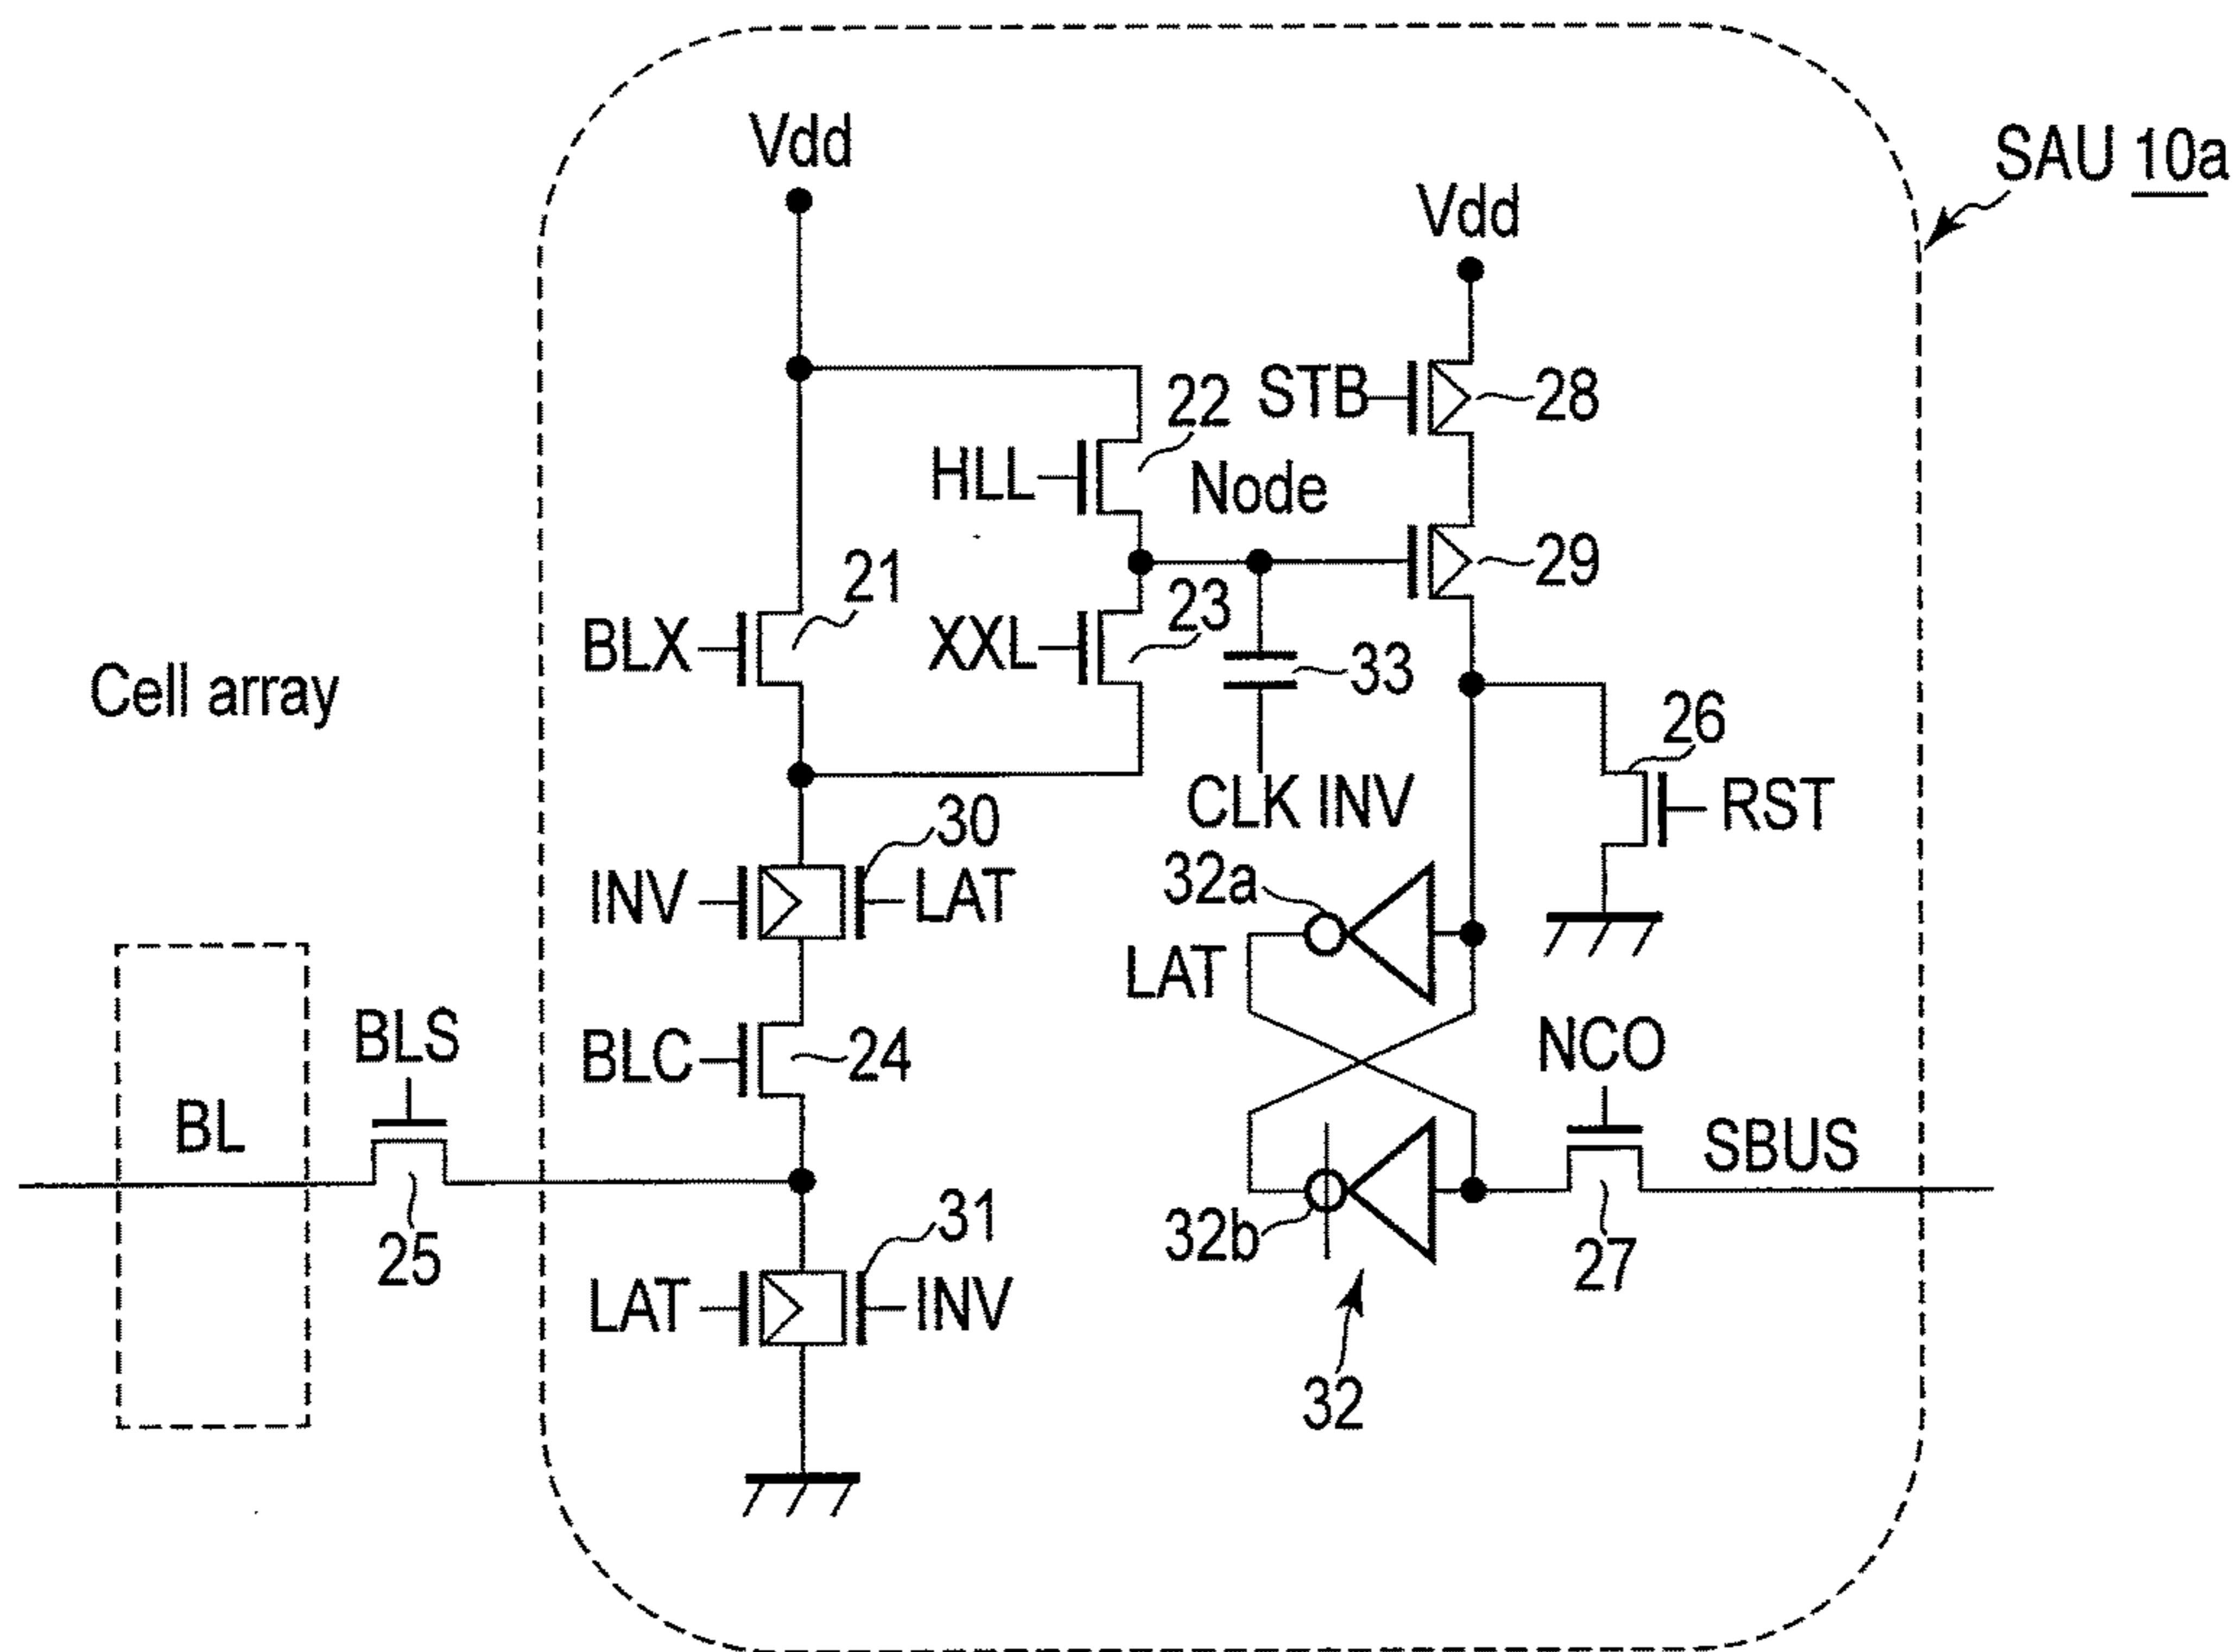 Vdd
SAU 10a
Vdd
HLL
22
Node
STB
28
29
BLX
21
XXL
23
33
Cell array
26
CLK INV
RST
30
INV
LAT
32a
LAT
BLS
BLC
24
NCO
BL
SBUS
25
31
32b
27
LAT
INV
32